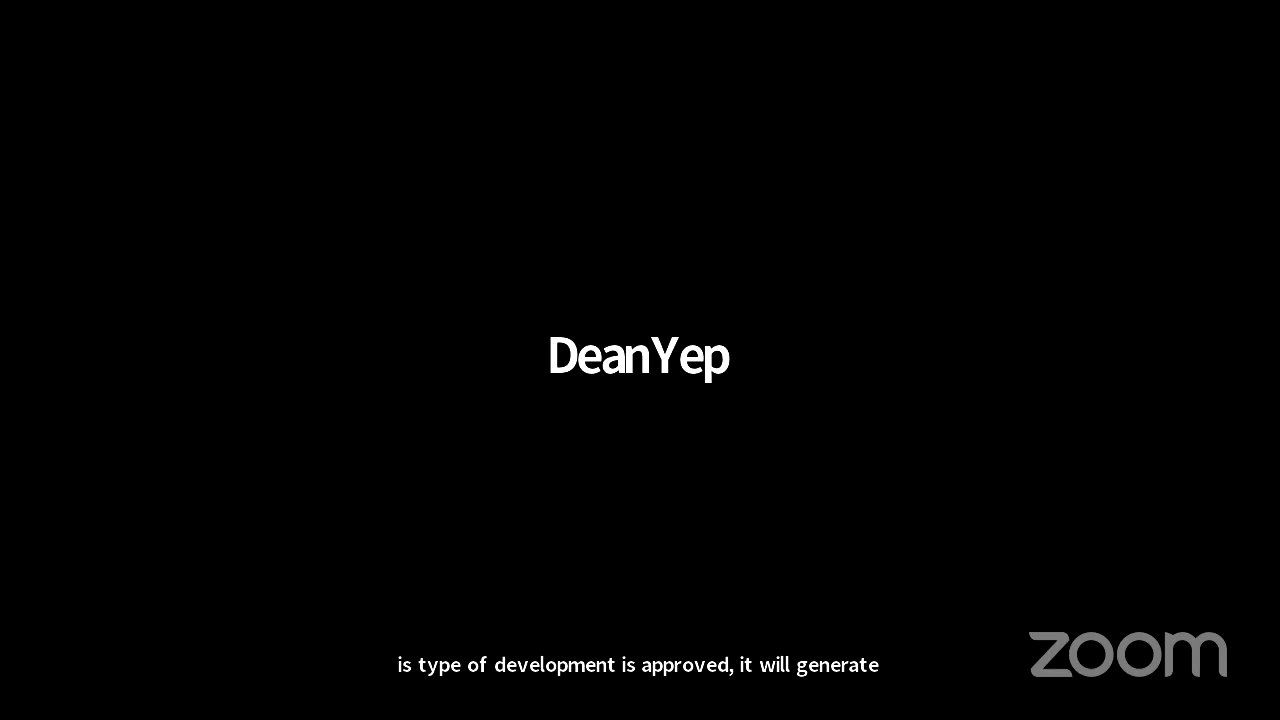 DeanYep
is type of development is approved, it will generate
zoom